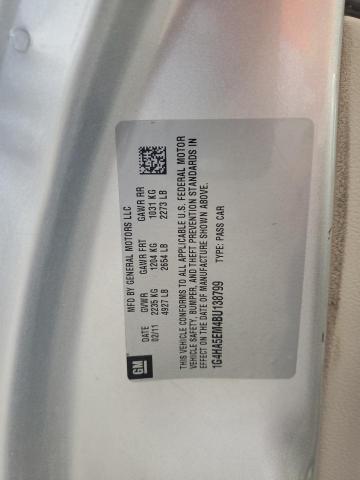 GM
MFD BY GENERAL MOTORS LLC
DATE GVWR GAWR FRT GAWR RR
02/11 2235 KG 1204 KG 1031 KG
4927 LB 2654 LB 2273 LB
THIS VEHICLE CONFORMS TO ALL APPLICABLE U.S. FEDERAL MOTOR
VEHICLE SAFETY, BUMPER, AND THEFT PREVENTION STANDARDS IN
EFFECT ON THE DATE OF MANUFACTURE SHOWN ABOVE.
1G4HA5EM4BU138799 TYPE: PASS CAR